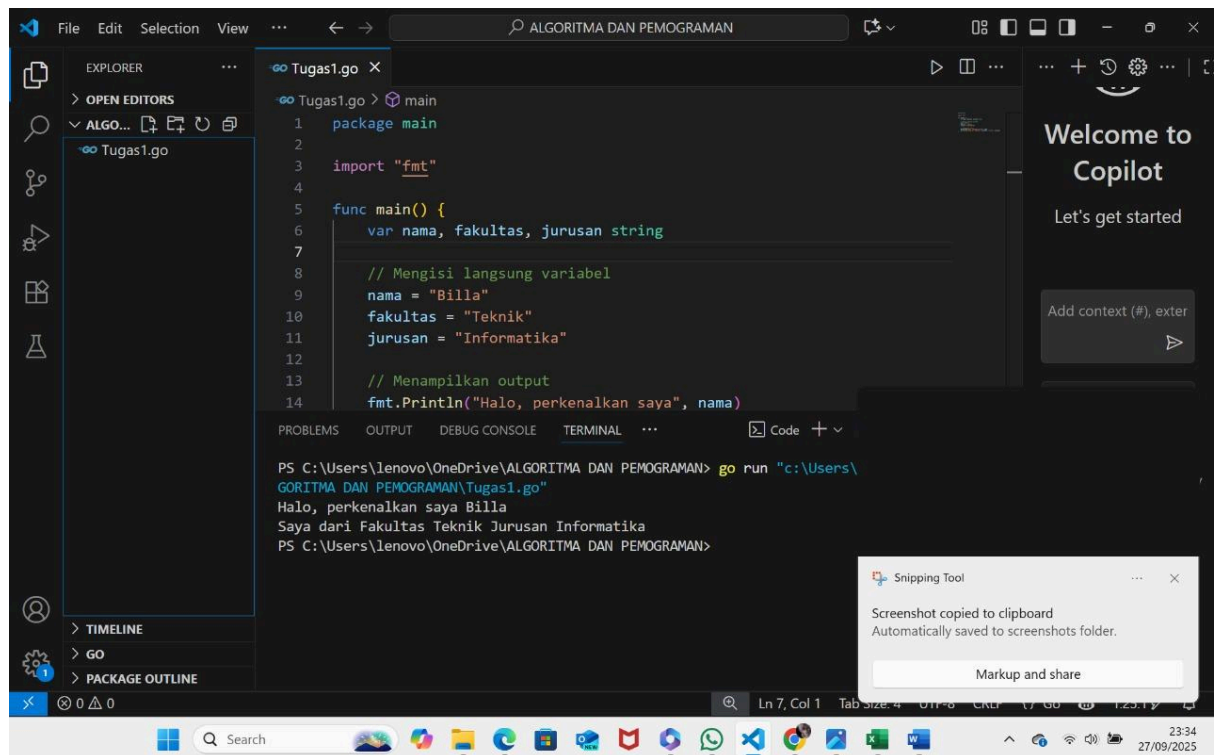 File Edit Selection View ... ALGORITMA DAN PEMOGRAMAN
EXPLORER ...
OPEN EDITORS
ALGO...
Tugas1.go
Tugas1.go
Tugas1.go > main
1 package main
2
3 import "fmt"
4
5 func main() {
6 var nama, fakultas, jurusan string
7
8 // Mengisi langsung variabel
9 nama = "Billa"
10 fakultas = "Teknik"
11 jurusan = "Informatika"
12
13 // Menampilkan output
14 fmt.Println("Halo, perkenalkan saya", nama)
PROBLEMS OUTPUT DEBUG CONSOLE TERMINAL ... Code
PS C:\Users\lenovo\OneDrive\ALGORITMA DAN PEMOGRAMAN> go run "c:\Users\
GORITMA DAN PEMOGRAMAN\Tugas1.go"
Halo, perkenalkan saya Billa
Saya dari Fakultas Teknik Jurusan Informatika
PS C:\Users\lenovo\OneDrive\ALGORITMA DAN PEMOGRAMAN>
Welcome to
Copilot
Let's get started
Add context (#), exter
Snipping Tool
Screenshot copied to clipboard
Automatically saved to screenshots folder.
Markup and share
TIMELINE
GO
PACKAGE OUTLINE
1
0 0 Ln 7, Col 1
Search
23:34
27/09/2025